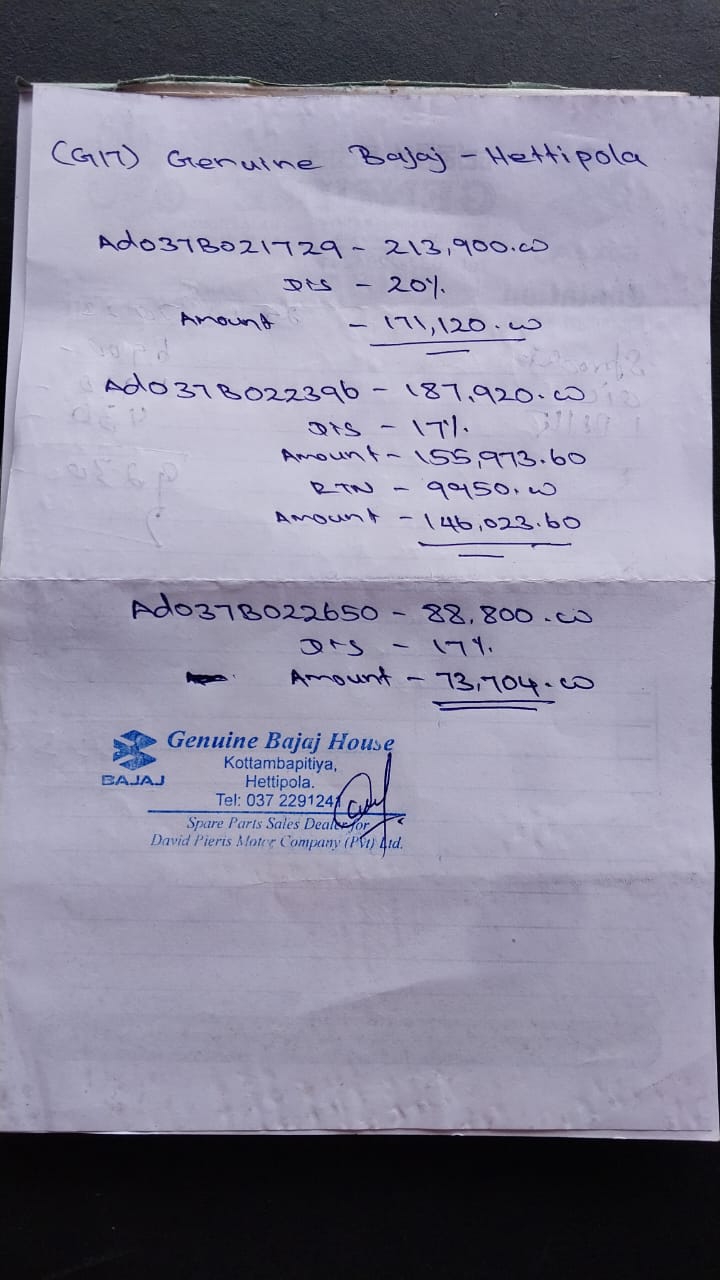 (G17) Genuine Bajaj - Hettipola
Ad037B021729 - 213,900.00
DIS - 20%
Amount - 171,120.00
Ad037B022396 - 187,920.00
DIS - 17%
Amount - 155,973.60
RTN - 9950.00
Amount - 146,023.60
Ad037B022650 - 88,800.00
DIS - 17%
Amount - 73,704.00
Genuine Bajaj House
Kottambapitiya,
BAJAJ Hettipola.
Tel: 037 2291241
Spare Parts Sales Dealer for
David Pieris Motor Company (Pvt) Ltd.